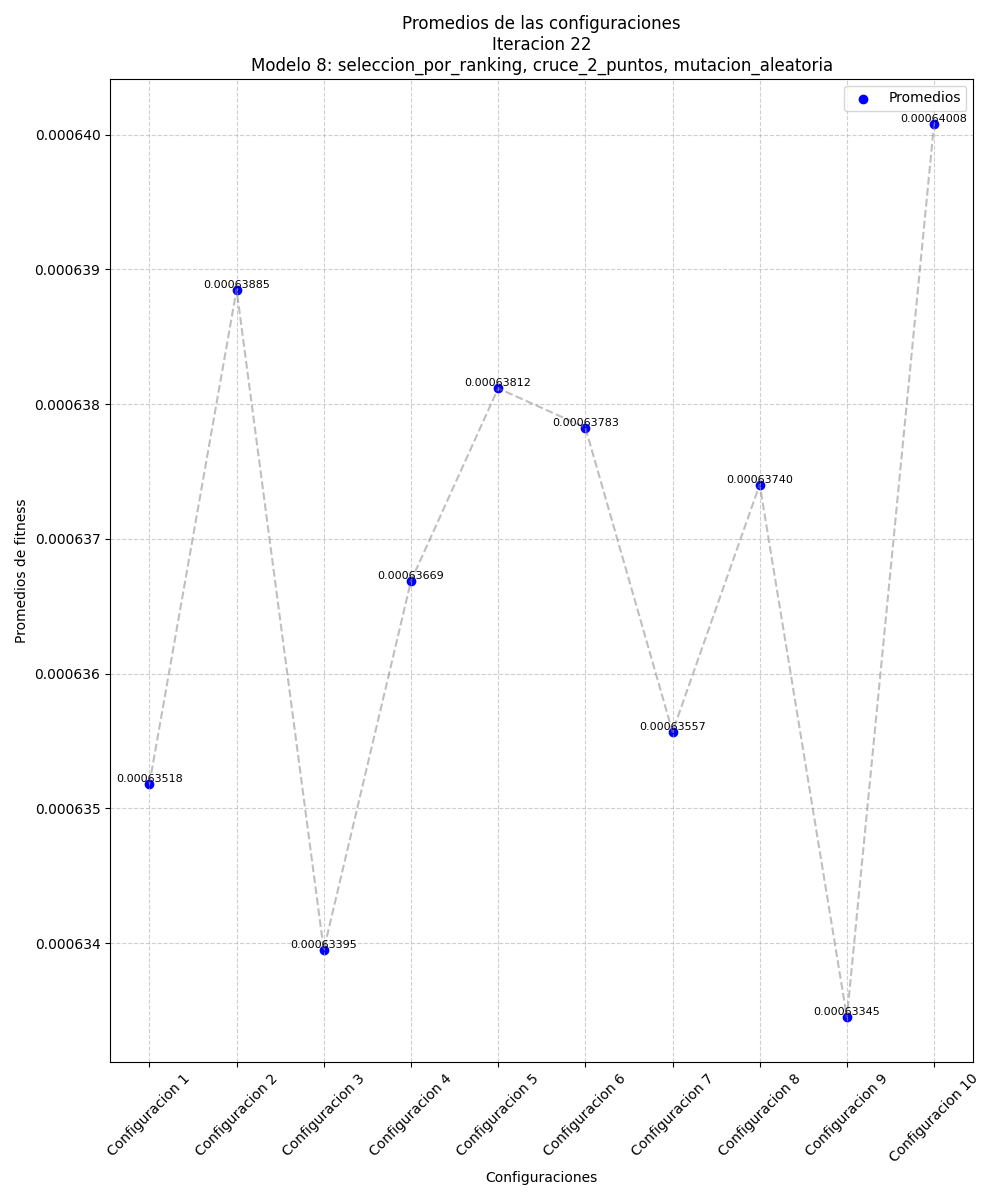 Promedios de las configuraciones
Iteracion 22
Modelo 8: seleccion_por_ranking, cruce_2_puntos, mutacion_aleatoria
Promedios
0.000640
0.000639
0.000638
0.000637
0.000636
0.000635
0.000634
Promedios de fitness
0.00063518
0.00063885
0.00063395
0.00063669
0.00063812
0.00063783
0.00063557
0.00063740
0.00063345
0.00064008
Configuracion 1
Configuracion 2
Configuracion 3
Configuracion 4
Configuracion 5
Configuracion 6
Configuracion 7
Configuracion 8
Configuracion 9
Configuracion 10
Configuraciones